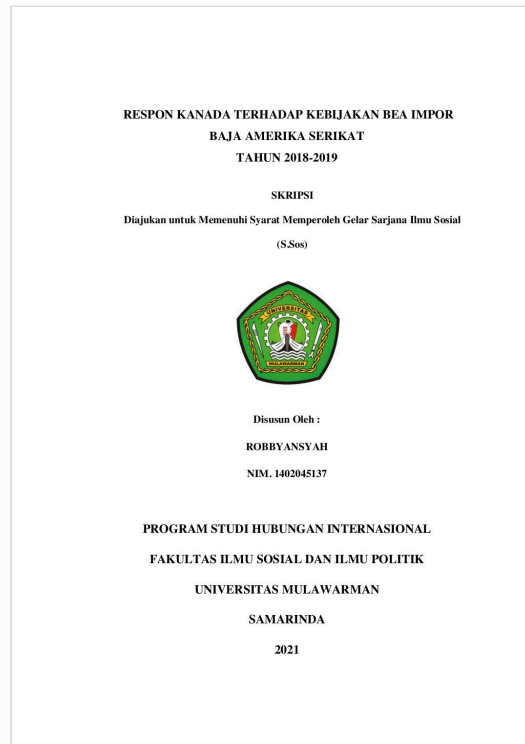 RESPON KANADA TERHADAP KEBIJAKAN BEA IMPOR
BAJA AMERIKA SERIKAT
TAHUN 2018-2019
SKRIPSI
Diajukan untuk Memenuhi Syarat Memperoleh Gelar Sarjana Ilmu Sosial
(S.Sos)
UNIVERSITAS
MULAWARMAN
Disusun Oleh :
ROBBYANSYAH
NIM. 1402045137
PROGRAM STUDI HUBUNGAN INTERNASIONAL
FAKULTAS ILMU SOSIAL DAN ILMU POLITIK
UNIVERSITAS MULAWARMAN
SAMARINDA
2021